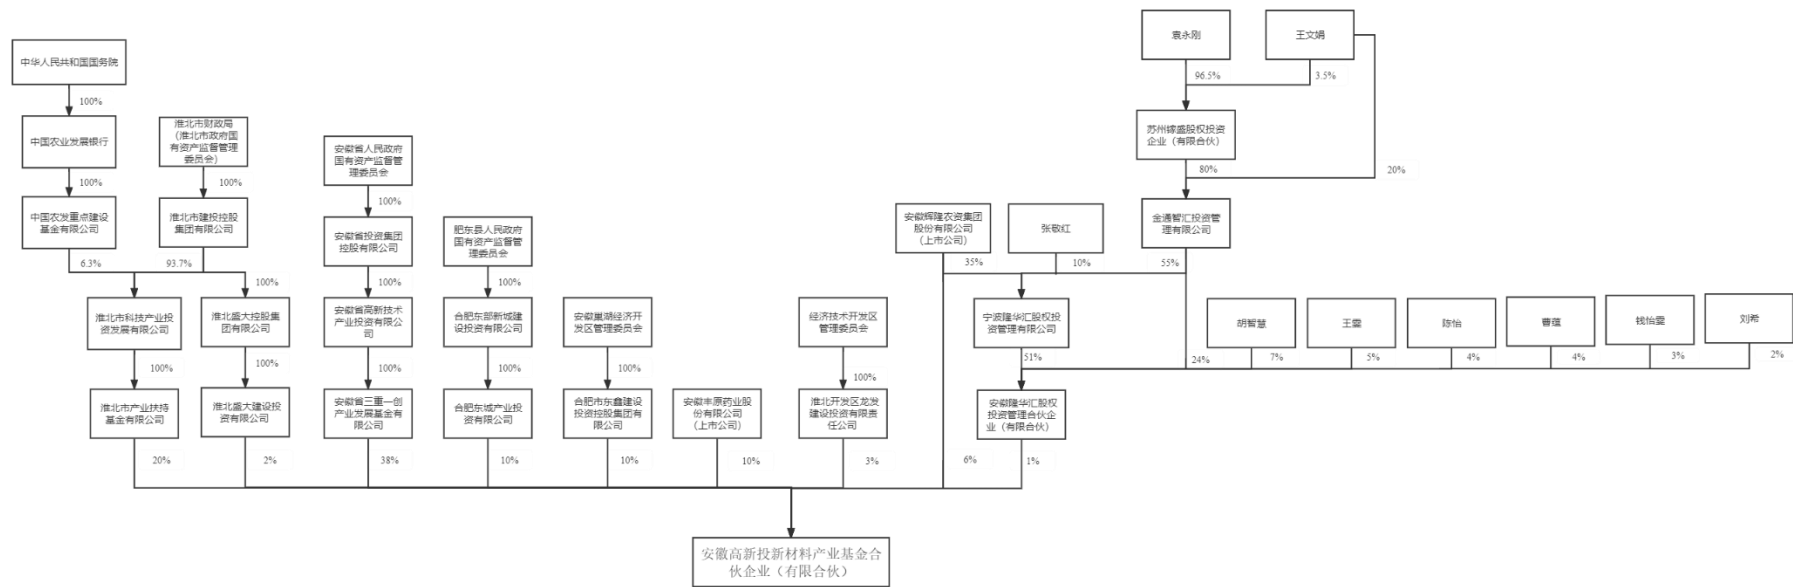 袁永刚
王文娟
中华人民共和国国务院
96.5%
3.5%
100%
中国农业发展银行
淮北市财政局
（淮北市政府国
有资产监督管理
委员会）
安徽省人民政府
国有资产监督管
理委员会
苏州镓盛股权投资
企业（有限合伙）
100%
100%
100%
80%
20%
中国农发重点建设
基金有限公司
淮北市建投控股
集团有限公司
安徽省投资集团
控股有限公司
肥东县人民政府
国有资产监督管
理委员会
安徽辉隆农资集团
股份有限公司
（上市公司）
张敬红
金通智汇投资管
理有限公司
6.3%
93.7%
100%
100%
100%
35%
10%
55%
淮北市科技产业投
资发展有限公司
淮北盛大控股集
团有限公司
安徽省高新技术
产业投资有限公
司
合肥东部新城建
设投资有限公司
安徽巢湖经济开
发区管理委员会
经济技术开发区
管理委员会
宁波隆华汇股权投
资管理有限公司
胡智慧
王雯
陈怡
曹蕴
钱怡雯
刘希
100%
100%
100%
100%
100%
100%
51%
24%
7%
5%
4%
4%
3%
2%
淮北市产业扶持
基金有限公司
淮北盛大建设投
资有限公司
安徽省三重一创
产业发展基金有
限公司
合肥东城产业投
资有限公司
合肥市东鑫建设
投资控股集团有
限公司
安徽丰原药业股
份有限公司
（上市公司）
淮北开发区龙发
建设投资有限责
任公司
安徽隆华汇股权
投资管理合伙企
业（有限合伙）
20%
2%
38%
10%
10%
10%
3%
6%
1%
安徽高新投新材料产业基金合
伙企业（有限合伙）